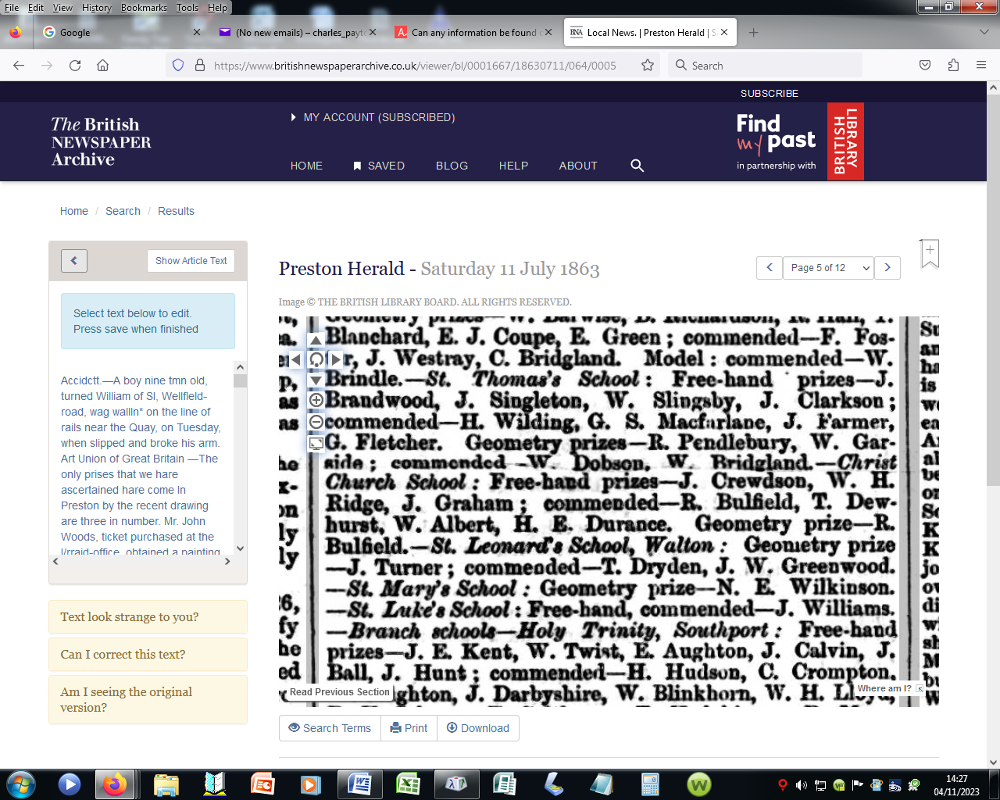 File Edit View History Bookmarks Tools Help
Google
(No new emails) – charles_payt
Can any information be found
Local News. | Preston Herald | S
https://www.britishnewspaperarchive.co.uk/viewer/bl/0001667/18630711/064/0005
Search
SUBSCRIBE
The British
NEWSPAPER
Archive
MY ACCOUNT (SUBSCRIBED)
HOME SAVED BLOG HELP ABOUT
Find
my past
in partnership with
BRITISH
LIBRARY
Home / Search / Results
Show Article Text
Select text below to edit.
Press save when finished
Accidctt.—A boy nine tmn old,
turned William of Sl, Wellfield-
road, wag wallln* on the line of
rails near the Quay, on Tuesday,
when slipped and broke his arm.
Art Union of Great Britain —The
only prises that we hare
ascertained hare come In
Preston by the recent drawing
are three in number. Mr. John
Woods, ticket purchased at the
l/rraid-office, obtained a painting
Text look strange to you?
Can I correct this text?
Am I seeing the original
version?
Preston Herald - Saturday 11 July 1863
Page 5 of 12
Image © THE BRITISH LIBRARY BOARD. ALL RIGHTS RESERVED.
Geometry prizes—W. Darwise, D. Richardson, R. Hall, T.
Blanchard, E. J. Coupe, E. Green; commended—F. Fos-
J. Westray, C. Bridgland. Model: commended—W.
Brindle.—St. Thomas's School: Free-hand prizes—J.
Brandwood, J. Singleton, W. Slingsby, J. Clarkson;
commended—H. Wilding, G. S. Macfarlane, J. Farmer,
G. Fletcher. Geometry prizes—R. Pendlebury, W. Gar-
side; commended—W. Dobson, W. Bridgland.—Christ
Church School: Free-hand prizes—J. Crewdson, W. H.
Ridge, J. Graham; commended—R. Bulfield, T. Dew-
hurst, W. Albert, H. E. Durance. Geometry prize—R.
Bulfield.—St. Leonard's School, Walton: Geometry prize
—J. Turner; commended—T. Dryden, J. W. Greenwood.
—St. Mary's School: Geometry prize—N. E. Wilkinson.
—St. Luke's School: Free-hand, commended—J. Williams.
—Branch schools—Holy Trinity, Southport: Free-hand
prizes—J. E. Kent, W. Twist, E. Aughton, J. Calvin, J.
Ball, J. Hunt; commended—H. Hudson, C. Crompton,
ghton, J. Darbyshire, W. Blinkhorn, W. H. Lloyd,
Read Previous Section
Where am I?
Search Terms Print Download
14:27
04/11/2023